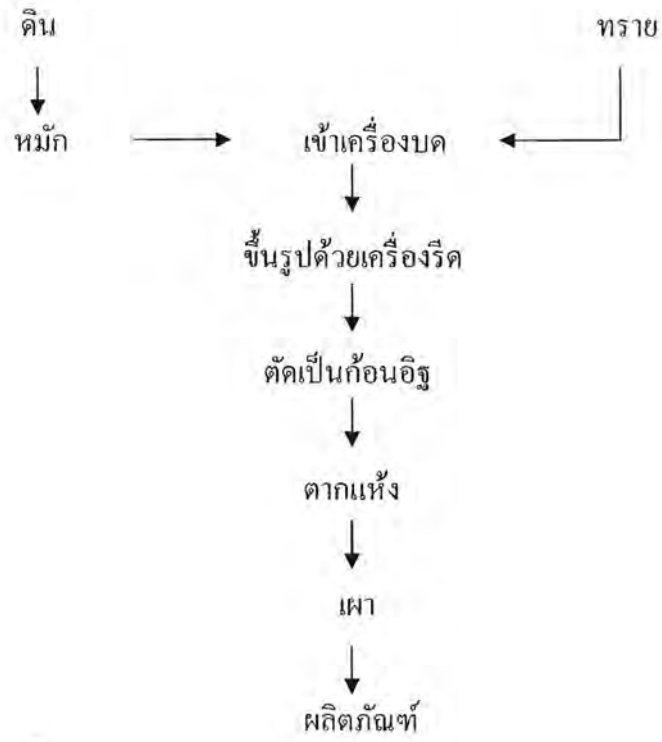 ดิน ทราย
หมัก เข้าเครื่องบด
ขึ้นรูปด้วยเครื่องรีด
ตัดเป็นก้อนอิฐ
ตากแห้ง
เผา
ผลิตภัณฑ์